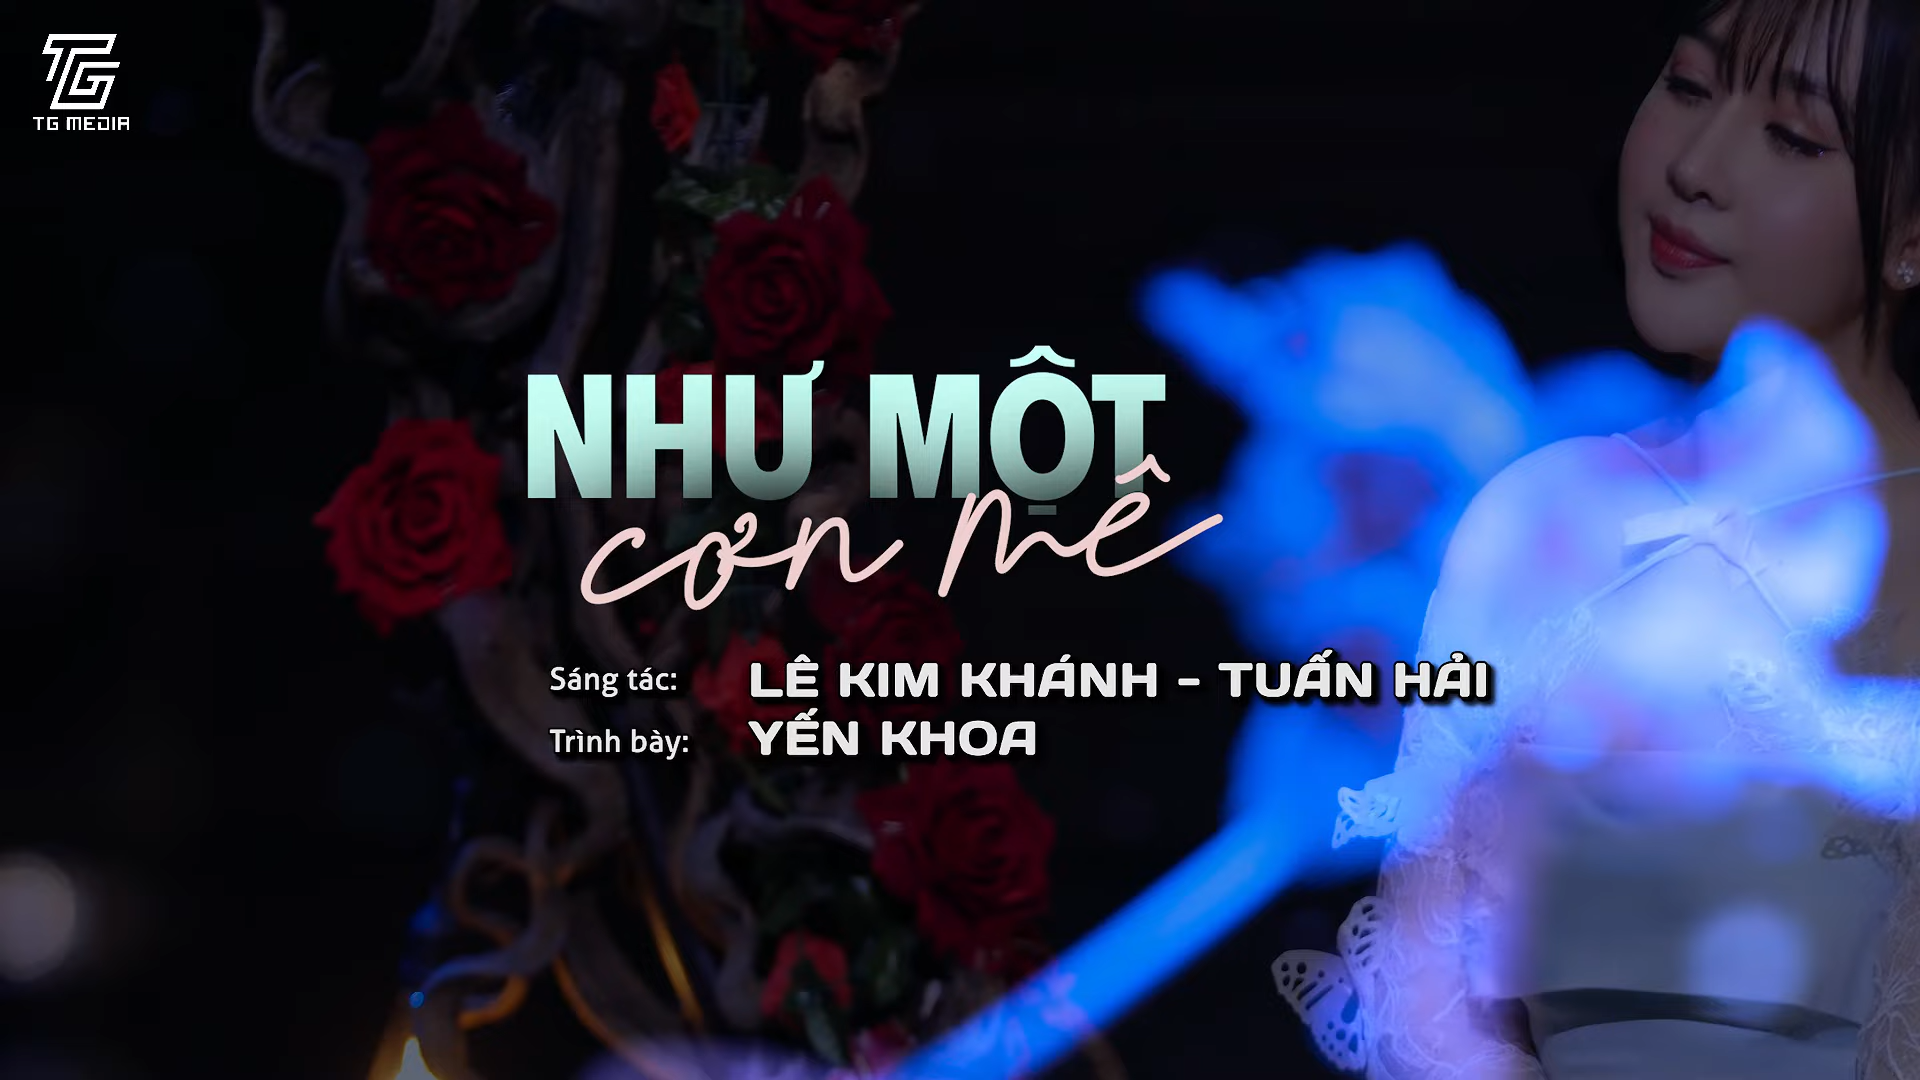 TG MEDIA
NHƯ MỘT
cơn mê
Sáng tác: LÊ KIM KHÁNH - TUẤN HẢI
Trình bày: YẾN KHOA